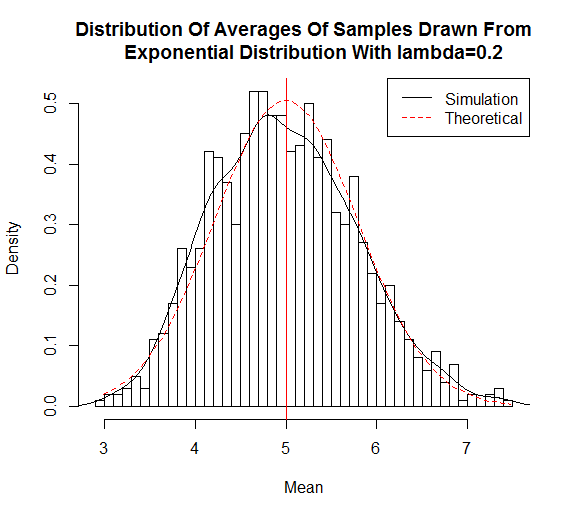 Distribution Of Averages Of Samples Drawn From
Exponential Distribution With lambda=0.2
Simulation
Theoretical
Density
0.5
0.4
0.3
0.2
0.1
0.0
3 4 5 6 7
Mean